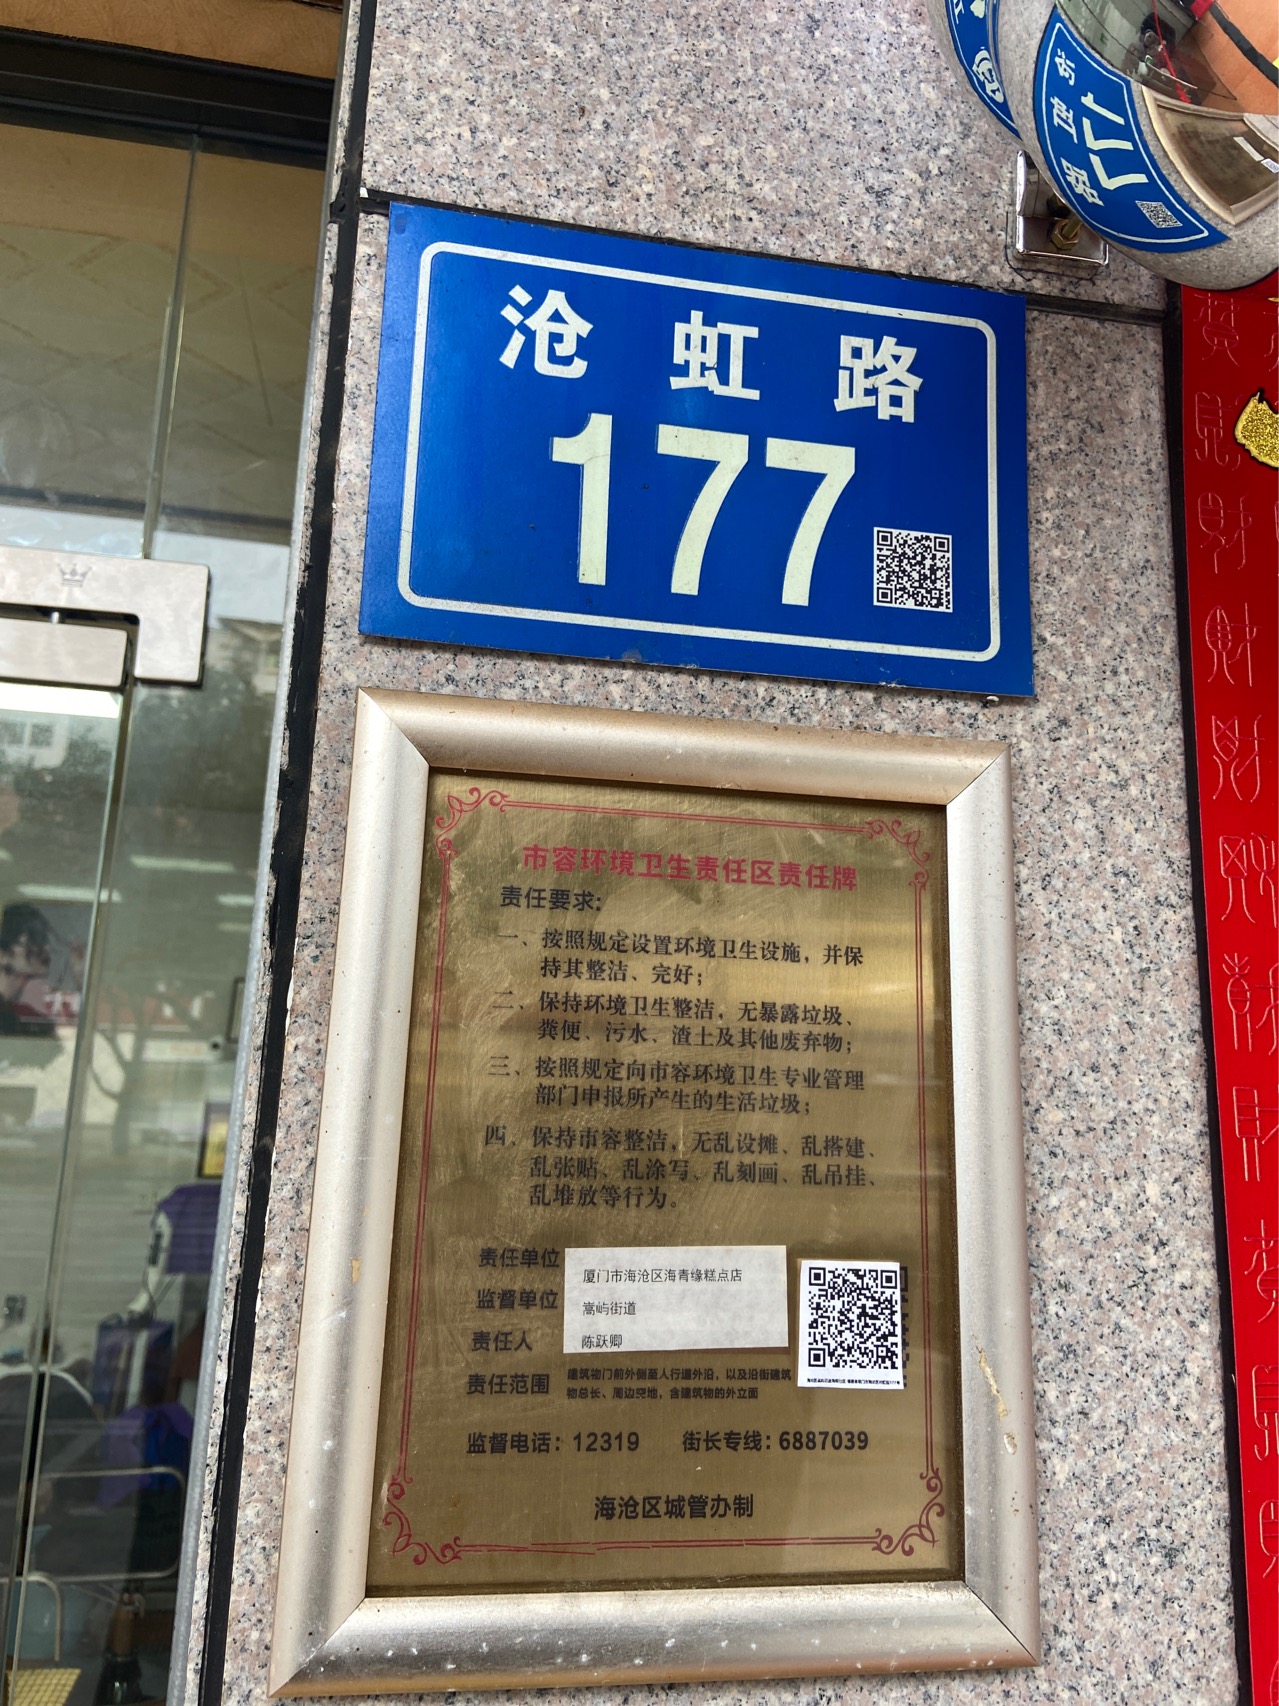 沧虹路
177
市容环境卫生责任区责任牌
责任要求:
一、按照规定设置环境卫生设施，并保
持其整洁、完好；
二、保持环境卫生整洁，无暴露垃圾、
粪便、污水、渣土及其他废弃物；
三、按照规定向市容环境卫生专业管理
部门申报所产生的生活垃圾；
四、保持市容整洁，无乱设摊、乱搭建、
乱张贴、乱涂写、乱刻画、乱吊挂、
乱堆放等行为。
责任单位 厦门市海沧区海青缘糕点店
监督单位 嵩屿街道
责任人 陈跃卿
责任范围 建筑物门前外侧至人行道外沿，以及沿街建筑
物总长、周边空地，含建筑物的外立面
监督电话：12319 街长专线：6887039
海沧区城管办制